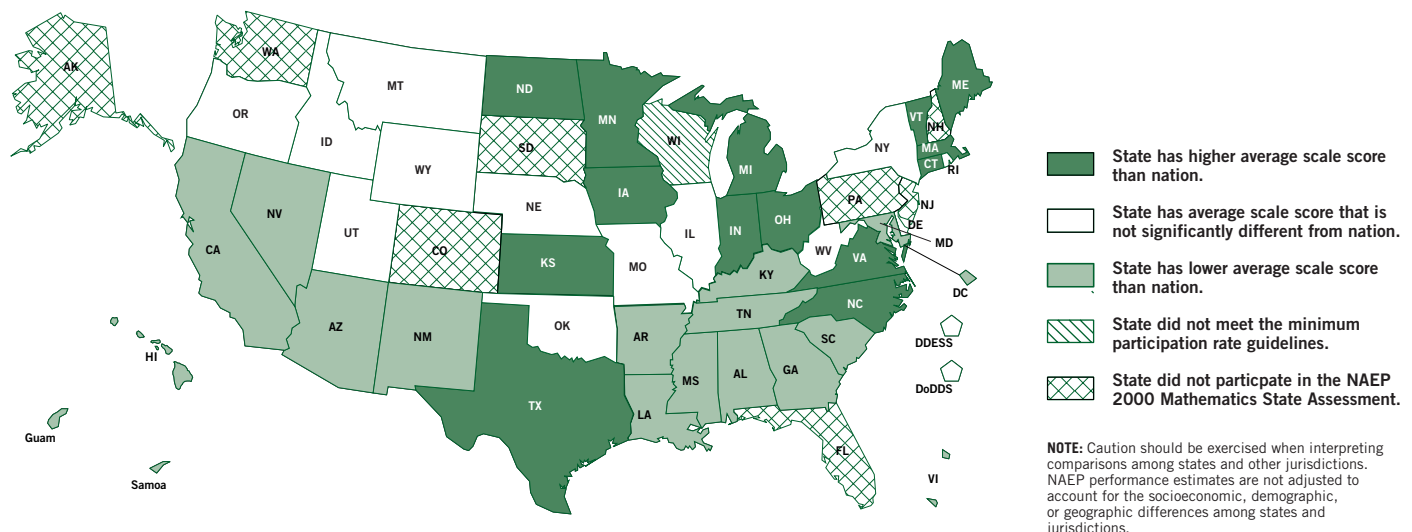 AK
WA
MT
ND
MN
ME
VT
NH
OR
ID
SD
WI
NY
MA
CT
RI
WY
MI
IA
PA
NJ
NE
OH
DE
NV
IL
IN
MD
UT
CO
WV
CA
KS
MO
VA
KY
DC
NC
TN
OK
AZ
NM
AR
SC
DDESS
HI
GA
MS
AL
DoDDS
TX
LA
Guam
FL
Samoa
VI
State has higher average scale score
than nation.
State has average scale score that is
not significantly different from nation.
State has lower average scale score
than nation.
State did not meet the minimum
participation rate guidelines.
State did not particpate in the NAEP
2000 Mathematics State Assessment.
NOTE: Caution should be exercised when interpreting
comparisons among states and other jurisdictions.
NAEP performance estimates are not adjusted to
account for the socioeconomic, demographic,
or geographic differences among states and
jurisdictions.